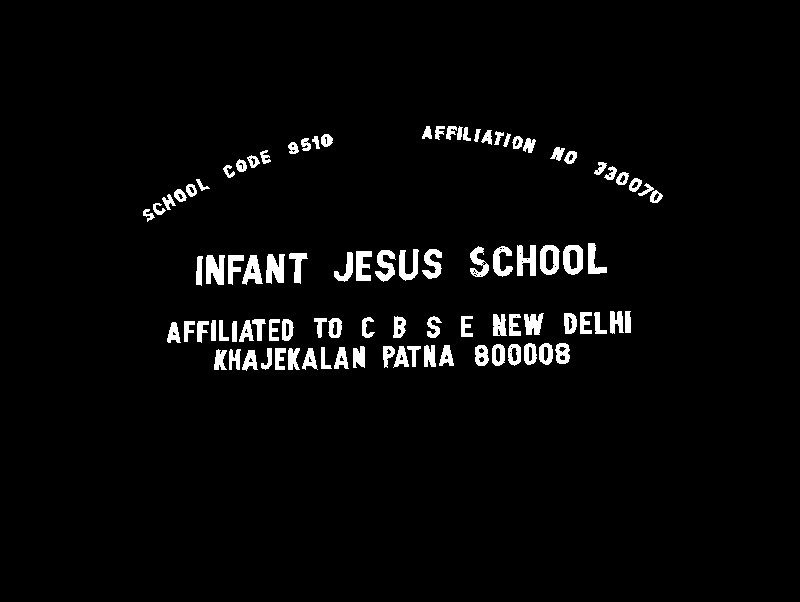 SCHOOL CODE 9510
AFFILIATION NO 330070
INFANT JESUS SCHOOL
AFFILIATED TO C B S E NEW DELHI
KHAJEKALAN PATNA 800008